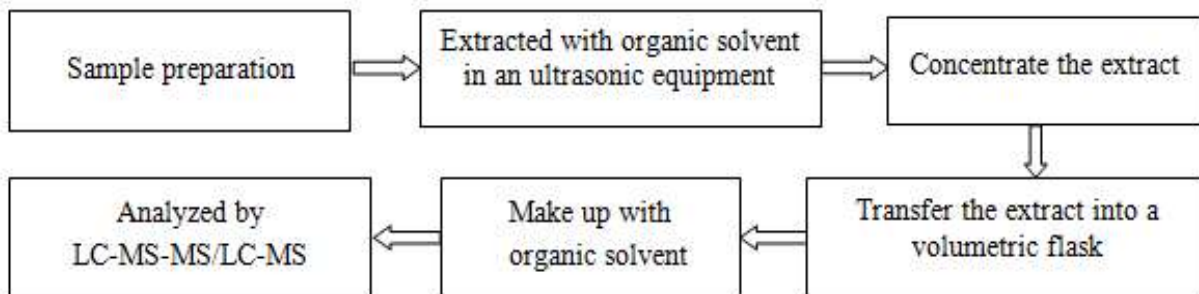 Sample preparation
Extracted with organic solvent
in an ultrasonic equipment
Concentrate the extract
Transfer the extract into a
volumetric flask
Make up with
organic solvent
Analyzed by
LC-MS-MS/LC-MS